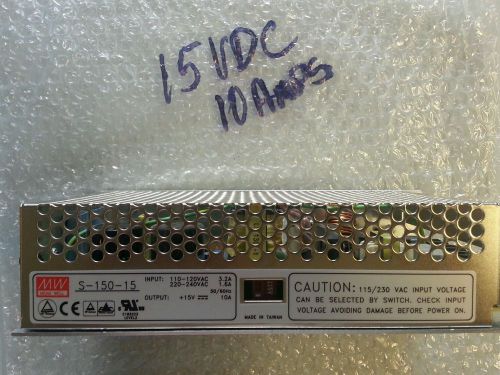 15VDC
10Amps
MW
MEAN WELL
S-150-15
INPUT: 110-120VAC 3.2A
220-240VAC 1.6A
50/60Hz
OUTPUT: +15V 10A
MADE IN TAIWAN
CAUTION: 115/230 VAC INPUT VOLTAGE
CAN BE SELECTED BY SWITCH. CHECK INPUT
VOLTAGE AVOIDING DAMAGE BEFORE POWER ON.